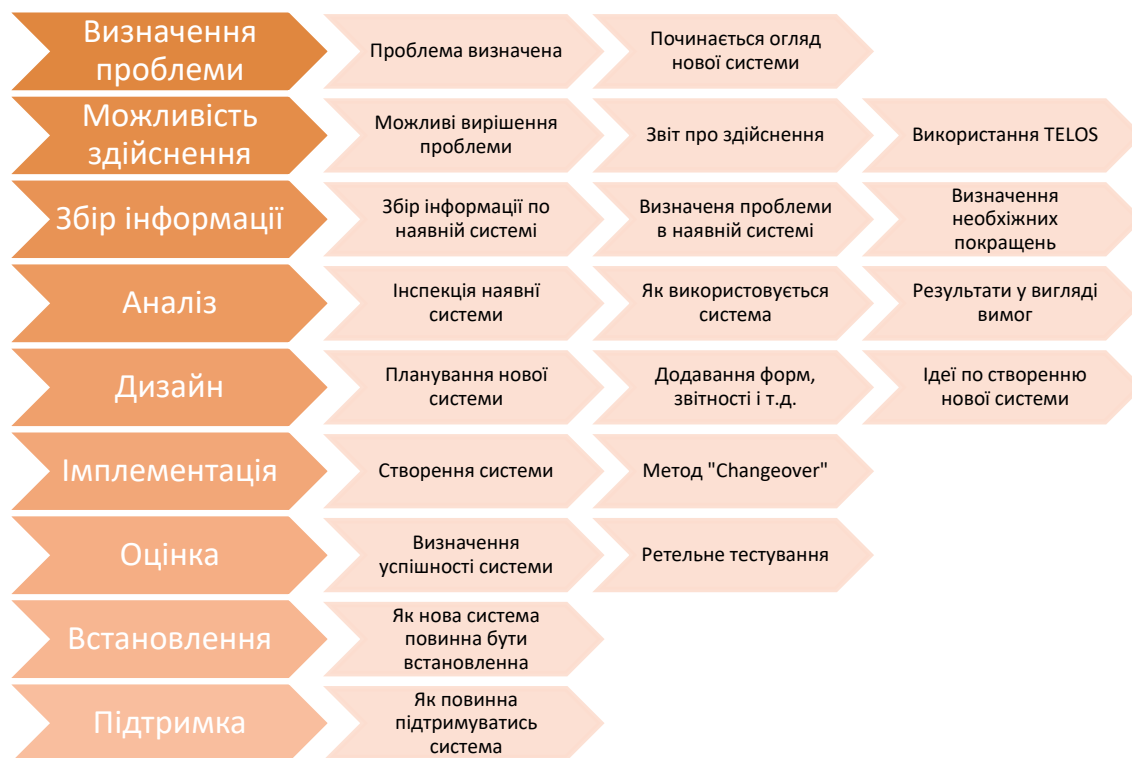 Визначення
проблеми
Проблема визначена
Починається огляд
нової системи
Можливість
здійснення
Можливі вирішення
проблеми
Звіт про здійснення
Використання TELOS
Збір інформації
Збір інформації по
наявній системі
Визначеня проблеми
в наявній системі
Визначення
необхіжних
покращень
Аналіз
Інспекція наявнї
системи
Як використовується
система
Результати у вигляді
вимог
Дизайн
Планування нової
системи
Додавання форм,
звітності і т.д.
Ідеї по створенню
нової системи
Імплементація
Створення системи
Метод "Changeover"
Оцінка
Визначення
успішності системи
Ретельне тестування
Встановлення
Як нова система
повинна бути
встановленна
Підтримка
Як повинна
підтримуватись
система